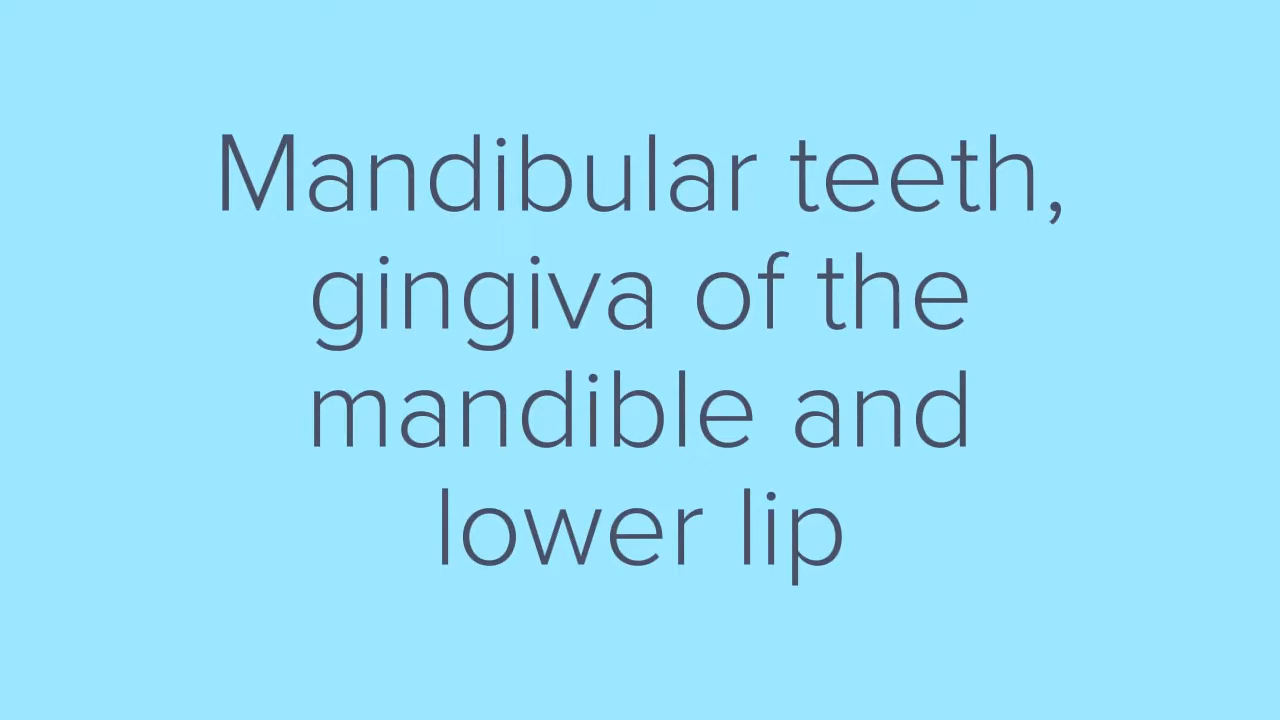 Mandibular teeth,
gingiva of the
mandible and
lower lip